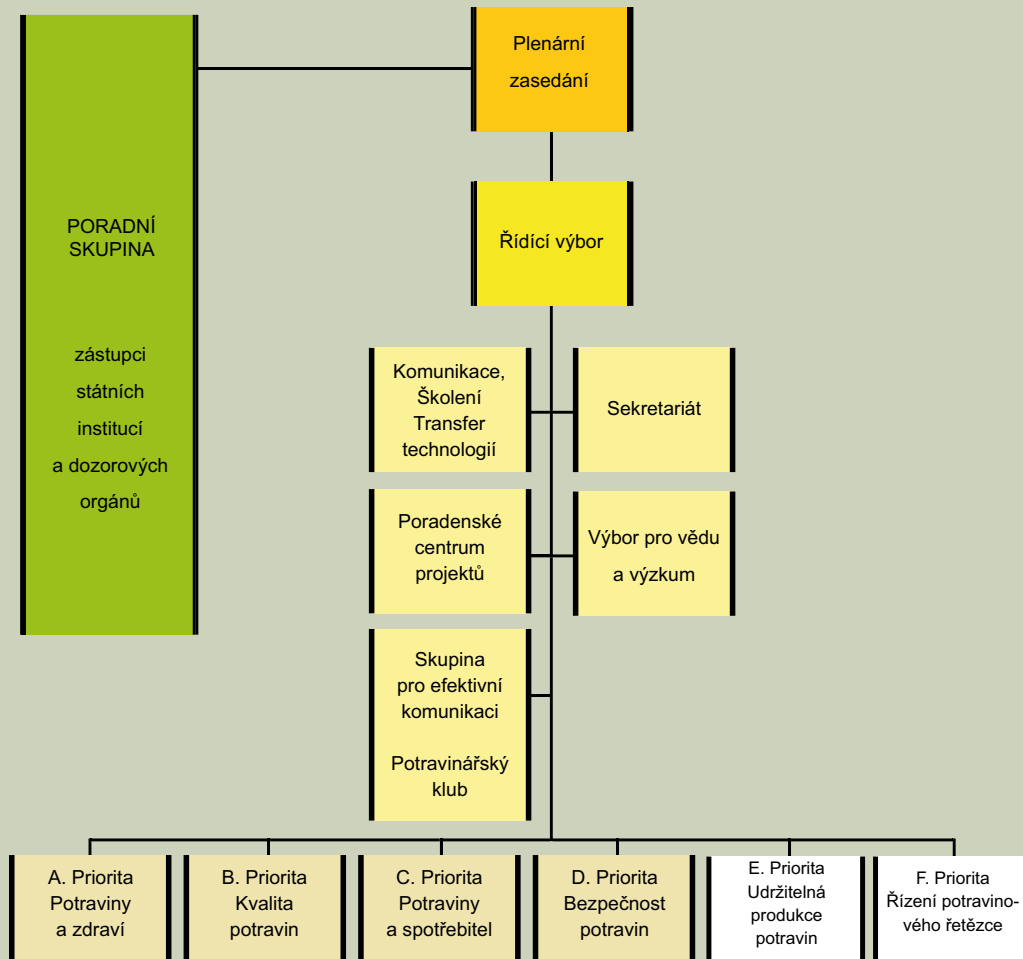 Plenární
zasedání
PORADNÍ
SKUPINA
zástupci
státních
institucí
a dozorových
orgánů
Řídící výbor
Komunikace,
Školení
Transfer
technologií
Sekretariát
Poradenské
centrum
projektů
Výbor pro vědu
a výzkum
Skupina
pro efektivní
komunikaci
Potravinářský
klub
A. Priorita
Potraviny
a zdraví
B. Priorita
Kvalita
potravin
C. Priorita
Potraviny
a spotřebitel
D. Priorita
Bezpečnost
potravin
E. Priorita
Udržitelná
produkce
potravin
F. Priorita
Řízení potravino-
vého řetězce